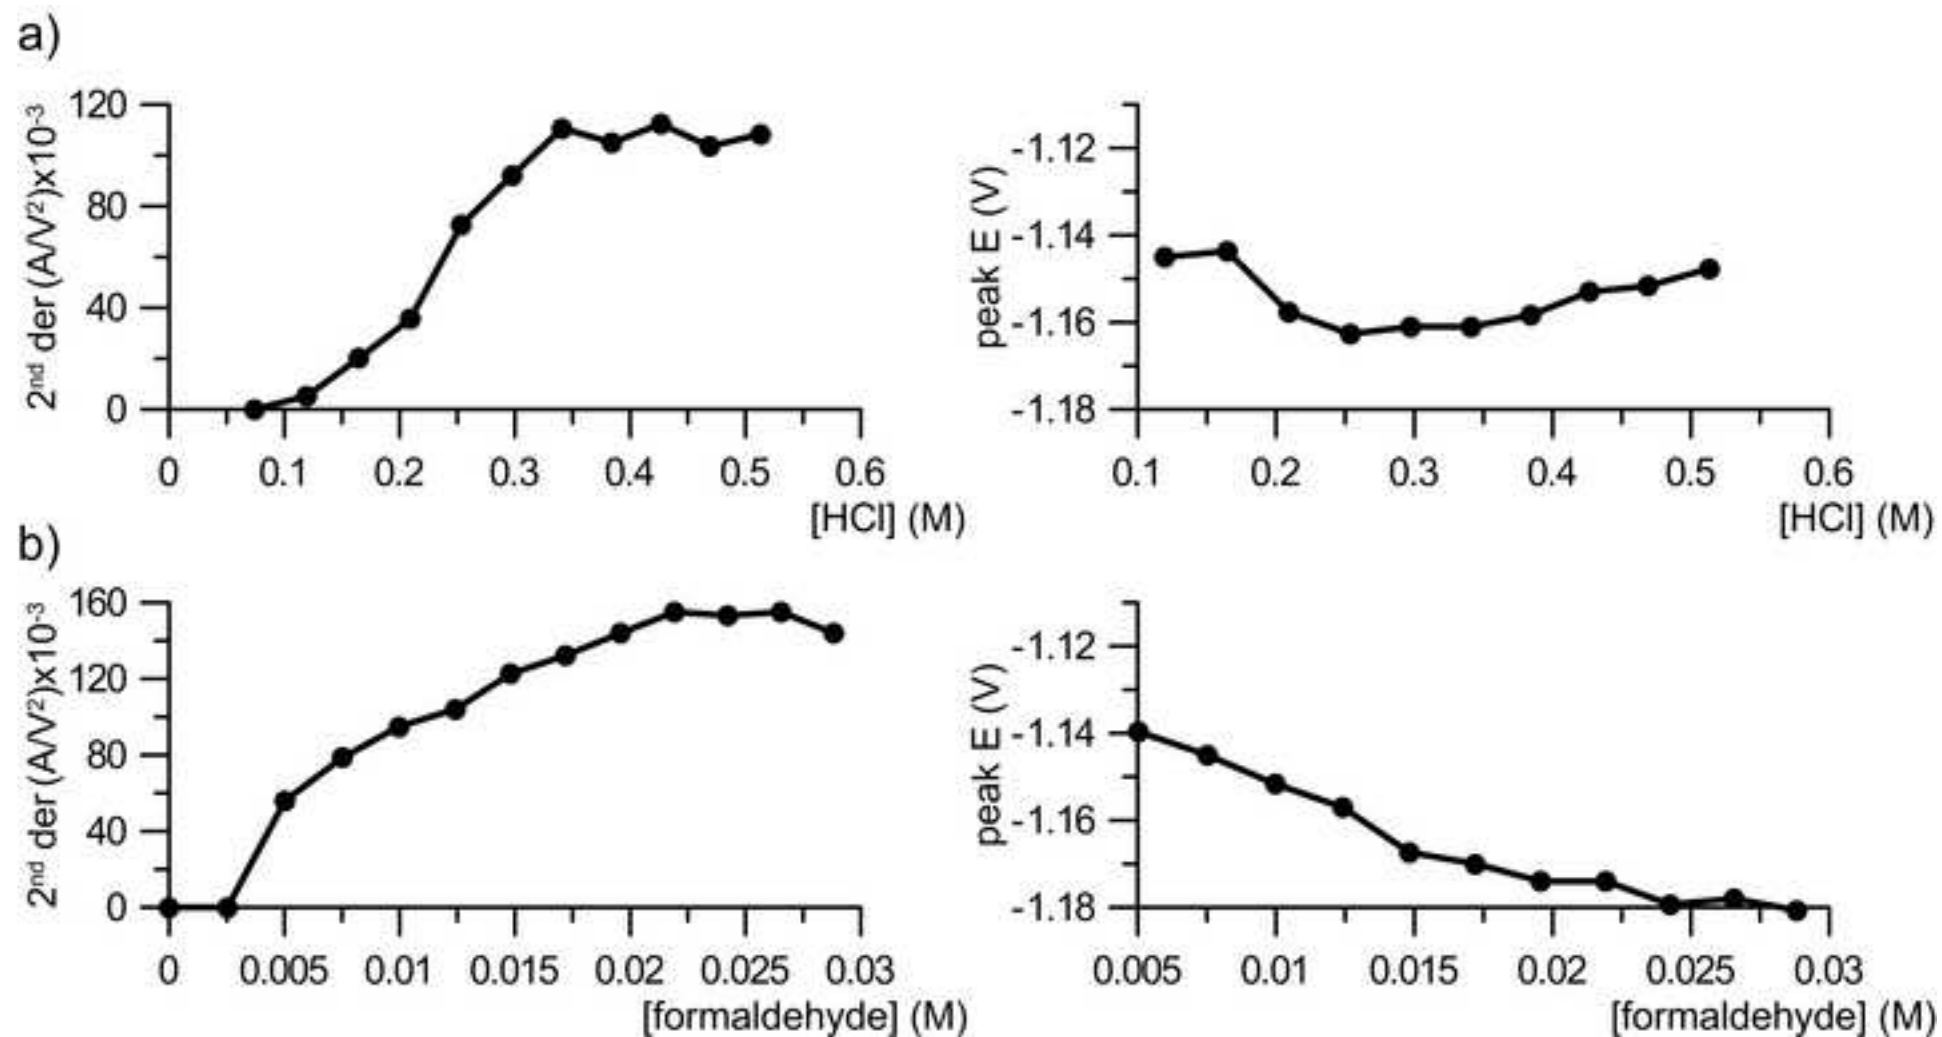 a)
2nd der (A/V2)x10-3
120
80
40
0
0 0.1 0.2 0.3 0.4 0.5 0.6
[HCl] (M)
peak E (V)
-1.12
-1.14
-1.16
-1.18
0.1 0.2 0.3 0.4 0.5 0.6
[HCl] (M)
b)
2nd der (A/V2)x10-3
160
120
80
40
0
0 0.005 0.01 0.015 0.02 0.025 0.03
[formaldehyde] (M)
peak E (V)
-1.12
-1.14
-1.16
-1.18
0.005 0.01 0.015 0.02 0.025 0.03
[formaldehyde] (M)